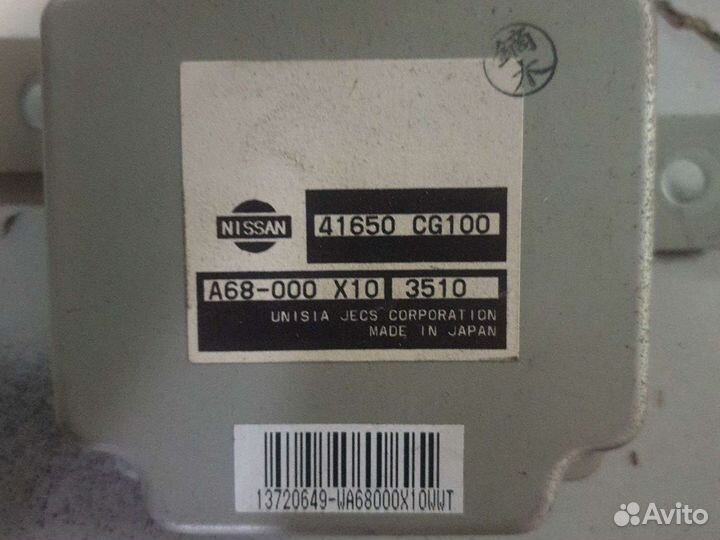 NISSAN
41650 CG100
A68-000 X10 3510
UNISIA JECS CORPORATION
MADE IN JAPAN
13720649-WA68000X10WWT
Avito